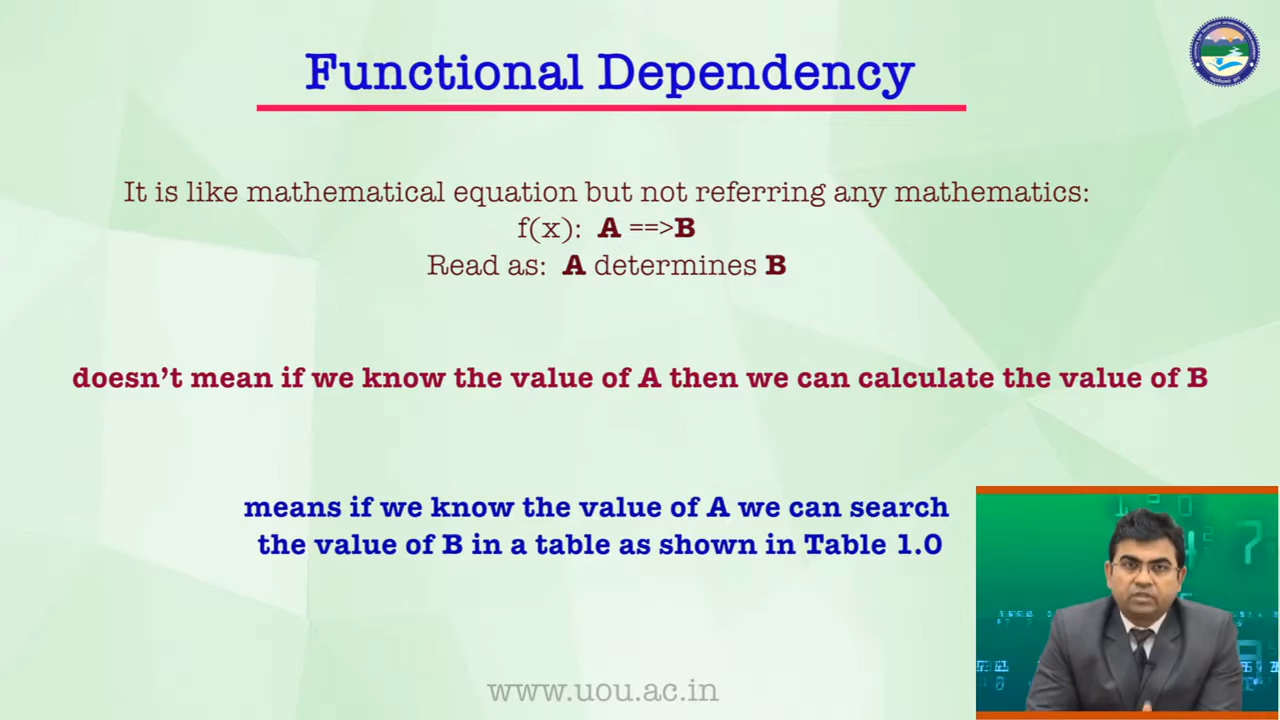 Functional Dependency
It is like mathematical equation but not referring any mathematics:
f(x): A ==>B
Read as: A determines B
doesn't mean if we know the value of A then we can calculate the value of B
means if we know the value of A we can search
the value of B in a table as shown in Table 1.0
www.uou.ac.in